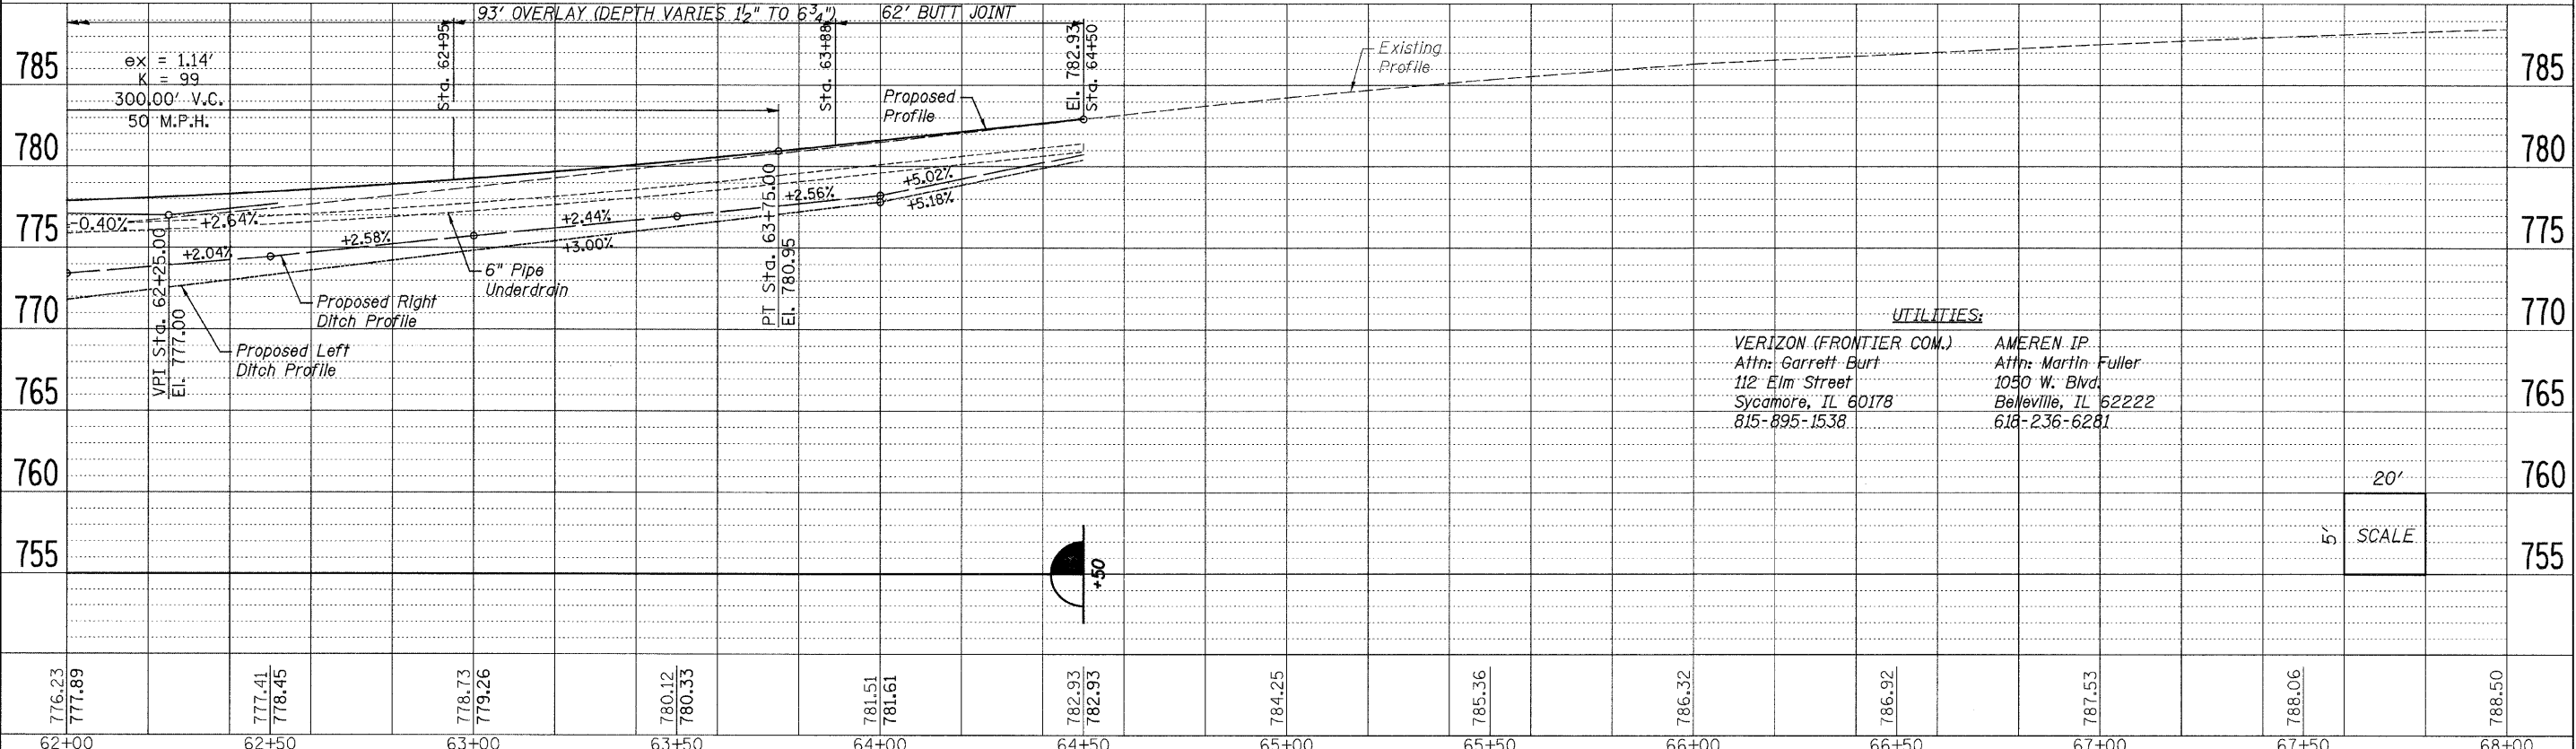 93' OVERLAY (DEPTH VARIES 1 1/2" TO 6 3/4")
62' BUTT JOINT
ex = 1.14'
K = 99
300.00' V.C.
50 M.P.H.
Sta. 62+95
Sta. 63+88
El. 782.93
Sta. 64+50
Existing
Profile
Proposed
Profile
785
780
775
770
765
760
755
785
780
775
770
765
760
755
-0.40%
+2.64%
+2.04%
+2.58%
+2.44%
+3.00%
+2.56%
+5.02%
+5.18%
VPI Sta. 62+25.00
El. 777.00
PT Sta. 63+75.00
El. 780.95
6" Pipe
Underdrain
Proposed Right
Ditch Profile
Proposed Left
Ditch Profile
UTILITIES:
VERIZON (FRONTIER COM.)
Attn: Garrett Burt
112 Elm Street
Sycamore, IL 60178
815-895-1538
AMEREN IP
Attn: Martin Fuller
1050 W. Blvd.
Belleville, IL 62222
618-236-6281
20'
5'
SCALE
+50
776.23
777.89
777.41
778.45
778.73
779.26
780.12
780.33
781.51
781.61
782.93
782.93
784.25
785.36
786.32
786.92
787.53
788.06
788.50
62+00
62+50
63+00
63+50
64+00
64+50
65+00
65+50
66+00
66+50
67+00
67+50
68+00